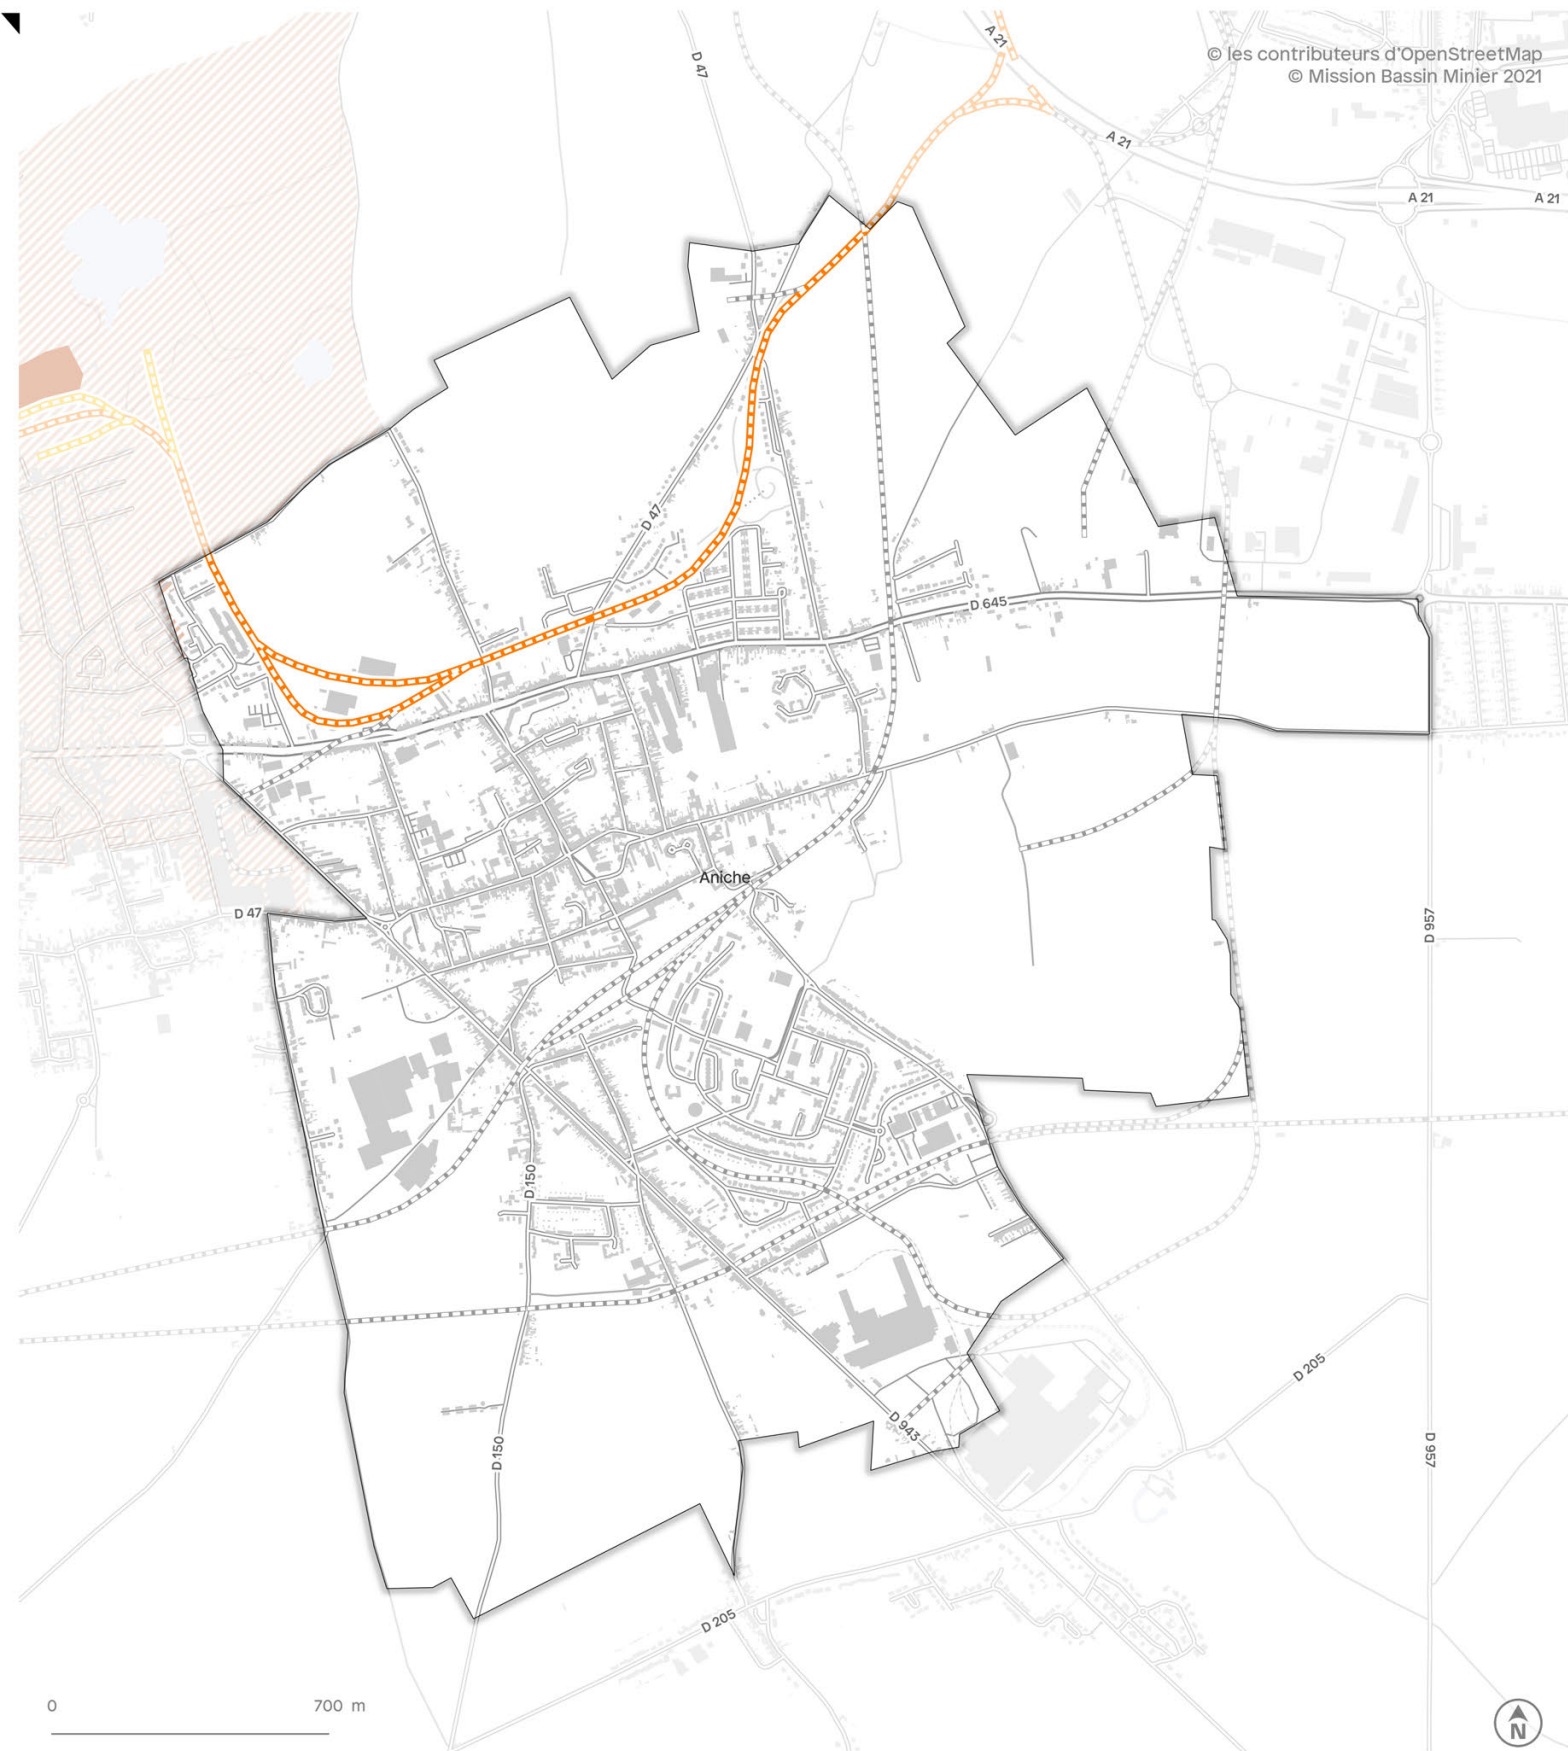 A 21
D 47
© les contributeurs d'OpenStreetMap
© Mission Bassin Minier 2021
A 21
A 21
A 21
D 47
D 645
Aniche
D 47
D 957
D 150
D 205
D 943
D 150
D 957
D 205
0 700 m
N